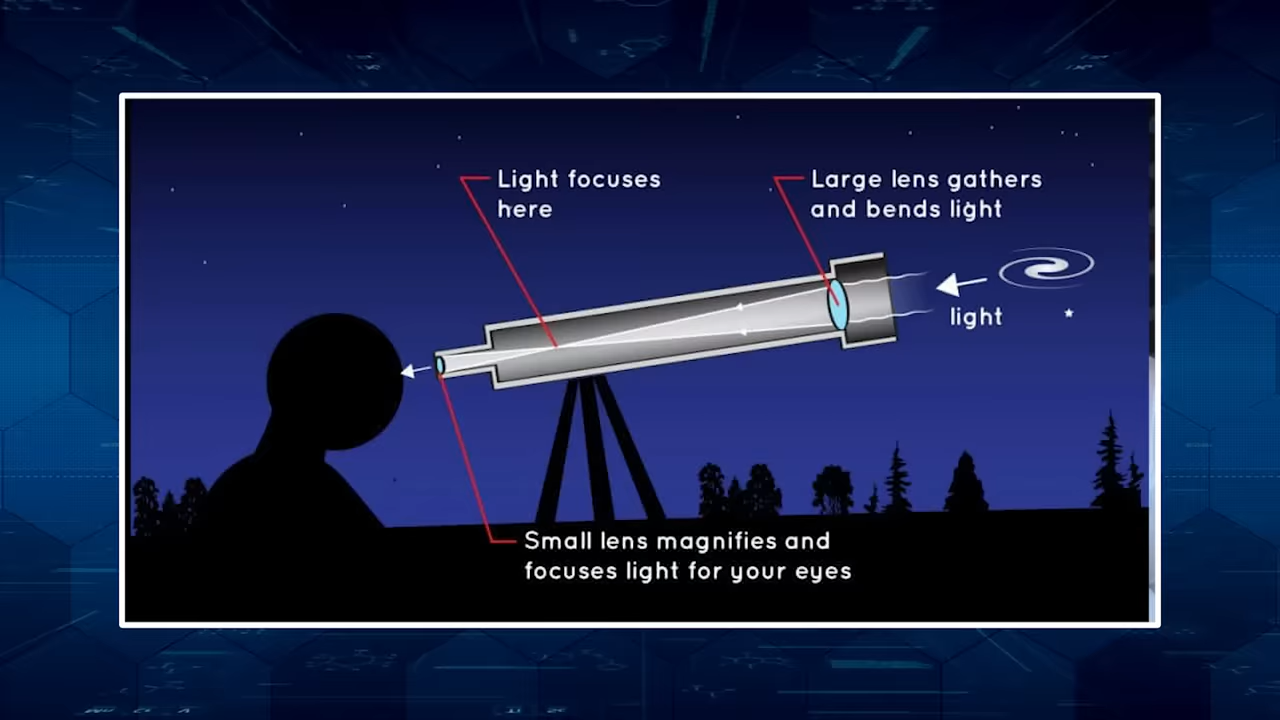 Light focuses
here
Large lens gathers
and bends light
light
Small lens magnifies and
focuses light for your eyes